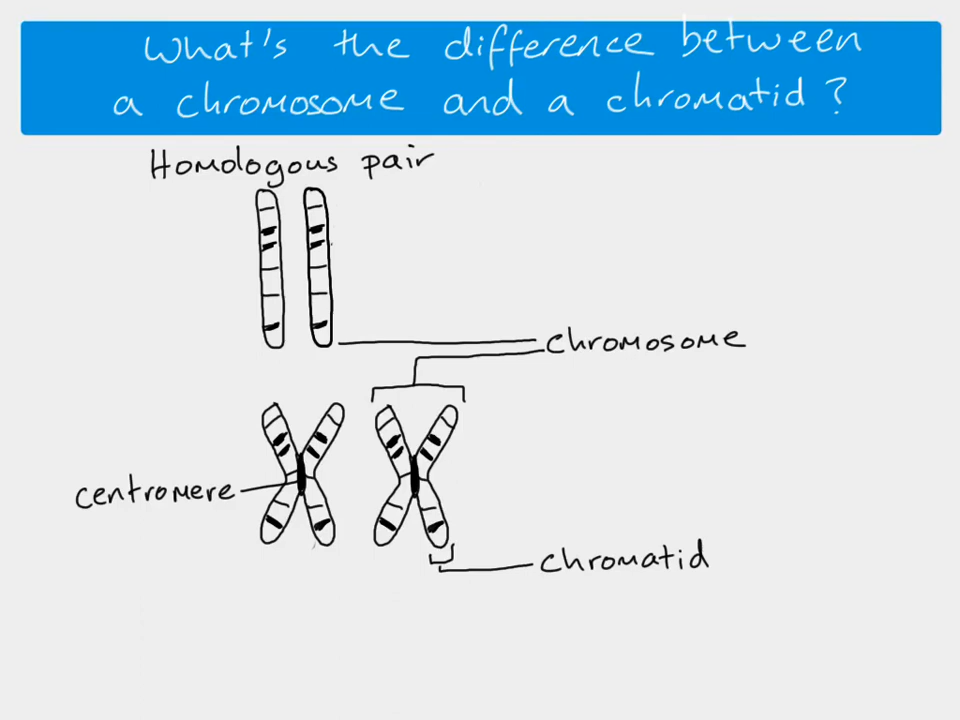 What's the difference between
a chromosome and a chromatid?
Homologous pair
chromosome
centromere
chromatid